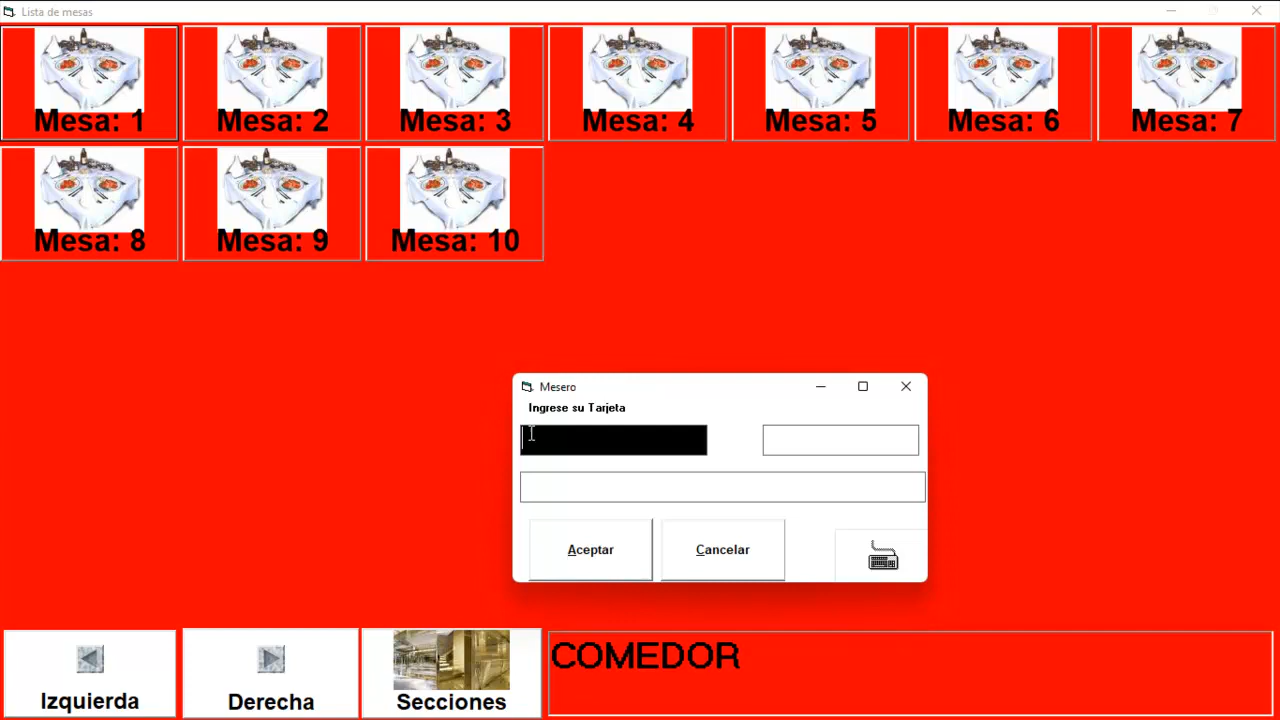 Lista de mesas
Mesa: 1
Mesa: 2
Mesa: 3
Mesa: 4
Mesa: 5
Mesa: 6
Mesa: 7
Mesa: 8
Mesa: 9
Mesa: 10
Mesero
Ingrese su Tarjeta
Aceptar
Cancelar
Izquierda
Derecha
Secciones
COMEDOR